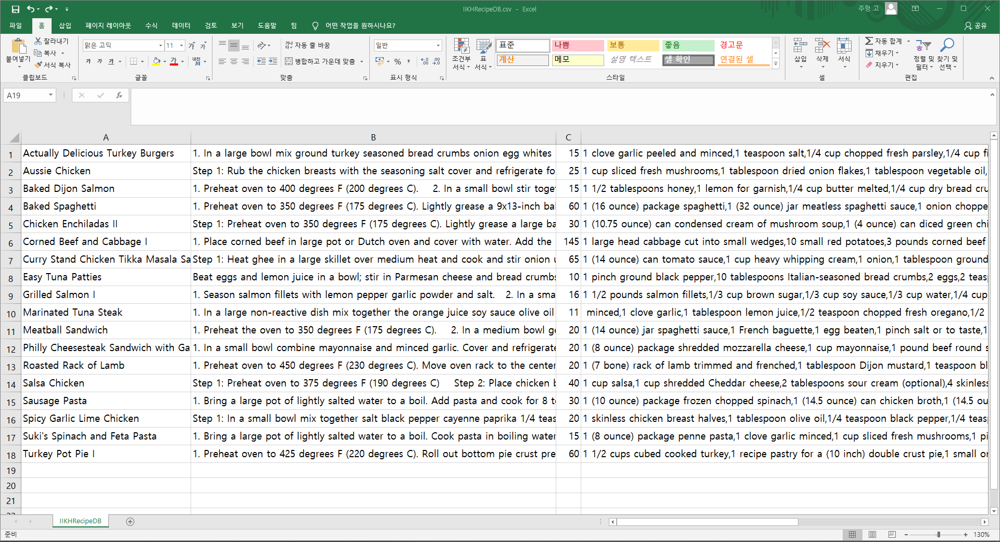 IIKHRecipeDB.csv - Excel
주형 고
파일 홈 삽입 페이지 레이아웃 수식 데이터 검토 보기 도움말 팀 어떤 작업을 원하시나요? 공유
붙여넣기
잘라내기
복사
서식 복사
클립보드
맑은 고딕 11
가 가 가 가
가 가
내천
글꼴
자동 줄 바꿈
병합하고 가운데 맞춤
맞춤
일반
%
표시 형식
조건부 서식
표 서식
표준 나쁨 보통 좋음 경고문
계산 메모 설명 텍스트 셀 확인 연결된 셀
스타일
삽입 삭제 서식
셀
자동 합계
채우기
지우기
정렬 및 필터
찾기 및 선택
편집
A19
fx
A B C
1 Actually Delicious Turkey Burgers 1. In a large bowl mix ground turkey seasoned bread crumbs onion egg whites 15 1 clove garlic peeled and minced,1 teaspoon salt,1/4 cup chopped fresh parsley,1/4 cup fi
2 Aussie Chicken Step 1: Rub the chicken breasts with the seasoning salt cover and refrigerate fo 25 1 cup sliced fresh mushrooms,1 tablespoon dried onion flakes,1 tablespoon vegetable oil,
3 Baked Dijon Salmon 1. Preheat oven to 400 degrees F (200 degrees C). 2. In a small bowl stir toget 15 1 1/2 tablespoons honey,1 lemon for garnish,1/4 cup butter melted,1/4 cup dry bread cru
4 Baked Spaghetti 1. Preheat oven to 350 degrees F (175 degrees C). Lightly grease a 9x13-inch bal 60 1 (16 ounce) package spaghetti,1 (32 ounce) jar meatless spaghetti sauce,1 onion choppe
5 Chicken Enchiladas II Step 1: Preheat oven to 350 degrees F (175 degrees C). Lightly grease a large ba 30 1 (10.75 ounce) can condensed cream of mushroom soup,1 (4 ounce) can diced green chi
6 Corned Beef and Cabbage I 1. Place corned beef in large pot or Dutch oven and cover with water. Add the 145 1 large head cabbage cut into small wedges,10 small red potatoes,3 pounds corned beef
7 Curry Stand Chicken Tikka Masala Sa Step 1: Heat ghee in a large skillet over medium heat and cook and stir onion u 65 1 (14 ounce) can tomato sauce,1 cup heavy whipping cream,1 onion,1 tablespoon ground
8 Easy Tuna Patties Beat eggs and lemon juice in a bowl; stir in Parmesan cheese and bread crumbs 10 1 pinch ground black pepper,10 tablespoons Italian-seasoned bread crumbs,2 eggs,2 teasp
9 Grilled Salmon I 1. Season salmon fillets with lemon pepper garlic powder and salt. 2. In a sma 16 1 1/2 pounds salmon fillets,1/3 cup brown sugar,1/3 cup soy sauce,1/3 cup water,1/4 cup
10 Marinated Tuna Steak 1. In a large non-reactive dish mix together the orange juice soy sauce olive oil 11 minced,1 clove garlic,1 tablespoon lemon juice,1/2 teaspoon chopped fresh oregano,1/2
11 Meatball Sandwich 1. Preheat the oven to 350 degrees F (175 degrees C). 2. In a medium bowl ge 20 1 (14 ounce) jar spaghetti sauce,1 French baguette,1 egg beaten,1 pinch salt or to taste,1
12 Philly Cheesesteak Sandwich with Ga 1. In a small bowl combine mayonnaise and minced garlic. Cover and refrigerate 20 1 (8 ounce) package shredded mozzarella cheese,1 cup mayonnaise,1 pound beef round s
13 Roasted Rack of Lamb 1. Preheat oven to 450 degrees F (230 degrees C). Move oven rack to the center 20 1 (7 bone) rack of lamb trimmed and frenched,1 tablespoon Dijon mustard,1 teaspoon bl
14 Salsa Chicken Step 1: Preheat oven to 375 degrees F (190 degrees C) Step 2: Place chicken b 40 1 cup salsa,1 cup shredded Cheddar cheese,2 tablespoons sour cream (optional),4 skinless
15 Sausage Pasta 1. Bring a large pot of lightly salted water to a boil. Add pasta and cook for 8 t 30 1 (10 ounce) package frozen chopped spinach,1 (14.5 ounce) can chicken broth,1 (14.5 ou
16 Spicy Garlic Lime Chicken Step 1: In a small bowl mix together salt black pepper cayenne paprika 1/4 teas 20 1 skinless chicken breast halves,1 tablespoon olive oil,1/4 teaspoon black pepper,1/4 teasp
17 Suki's Spinach and Feta Pasta 1. Bring a large pot of lightly salted water to a boil. Cook pasta in boiling water 15 1 (8 ounce) package penne pasta,1 clove garlic minced,1 cup sliced fresh mushrooms,1 pi
18 Turkey Pot Pie I 1. Preheat oven to 425 degrees F (220 degrees C). Roll out bottom pie crust pre 60 1 1/2 cups cubed cooked turkey,1 recipe pastry for a (10 inch) double crust pie,1 small or
19
20
21
IIKHRecipeDB
준비
130%